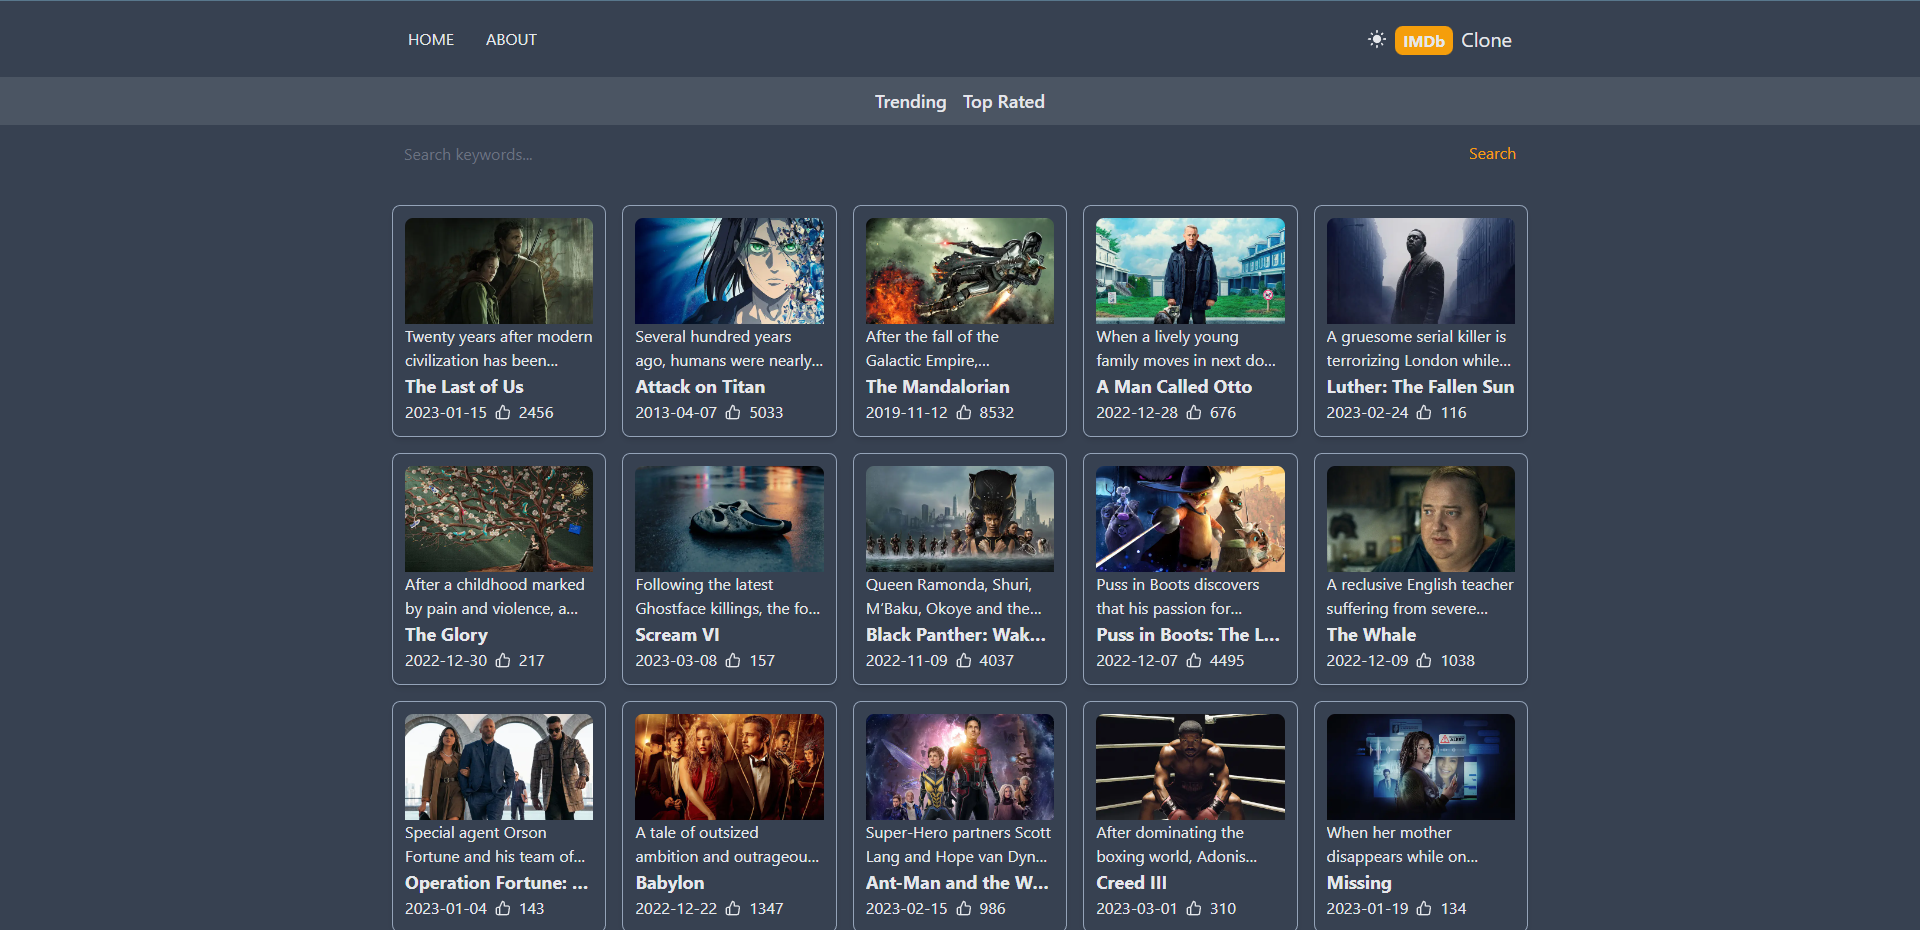 HOME ABOUT IMDb Clone
Trending Top Rated
Search keywords... Search
Twenty years after modern
civilization has been...
The Last of Us
2023-01-15 2456
Several hundred years
ago, humans were nearly...
Attack on Titan
2013-04-07 5033
After the fall of the
Galactic Empire,...
The Mandalorian
2019-11-12 8532
When a lively young
family moves in next do...
A Man Called Otto
2022-12-28 676
A gruesome serial killer is
terrorizing London while...
Luther: The Fallen Sun
2023-02-24 116
After a childhood marked
by pain and violence, a...
The Glory
2022-12-30 217
Following the latest
Ghostface killings, the fo...
Scream VI
2023-03-08 157
Queen Ramonda, Shuri,
M'Baku, Okoye and the...
Black Panther: Wak...
2022-11-09 4037
Puss in Boots discovers
that his passion for...
Puss in Boots: The L...
2022-12-07 4495
A reclusive English teacher
suffering from severe...
The Whale
2022-12-09 1038
Special agent Orson
Fortune and his team of...
Operation Fortune: ...
2023-01-04 143
A tale of outsized
ambition and outrageou...
Babylon
2022-12-22 1347
Super-Hero partners Scott
Lang and Hope van Dyn...
Ant-Man and the W...
2023-02-15 986
After dominating the
boxing world, Adonis...
Creed III
2023-03-01 310
When her mother
disappears while on...
Missing
2023-01-19 134